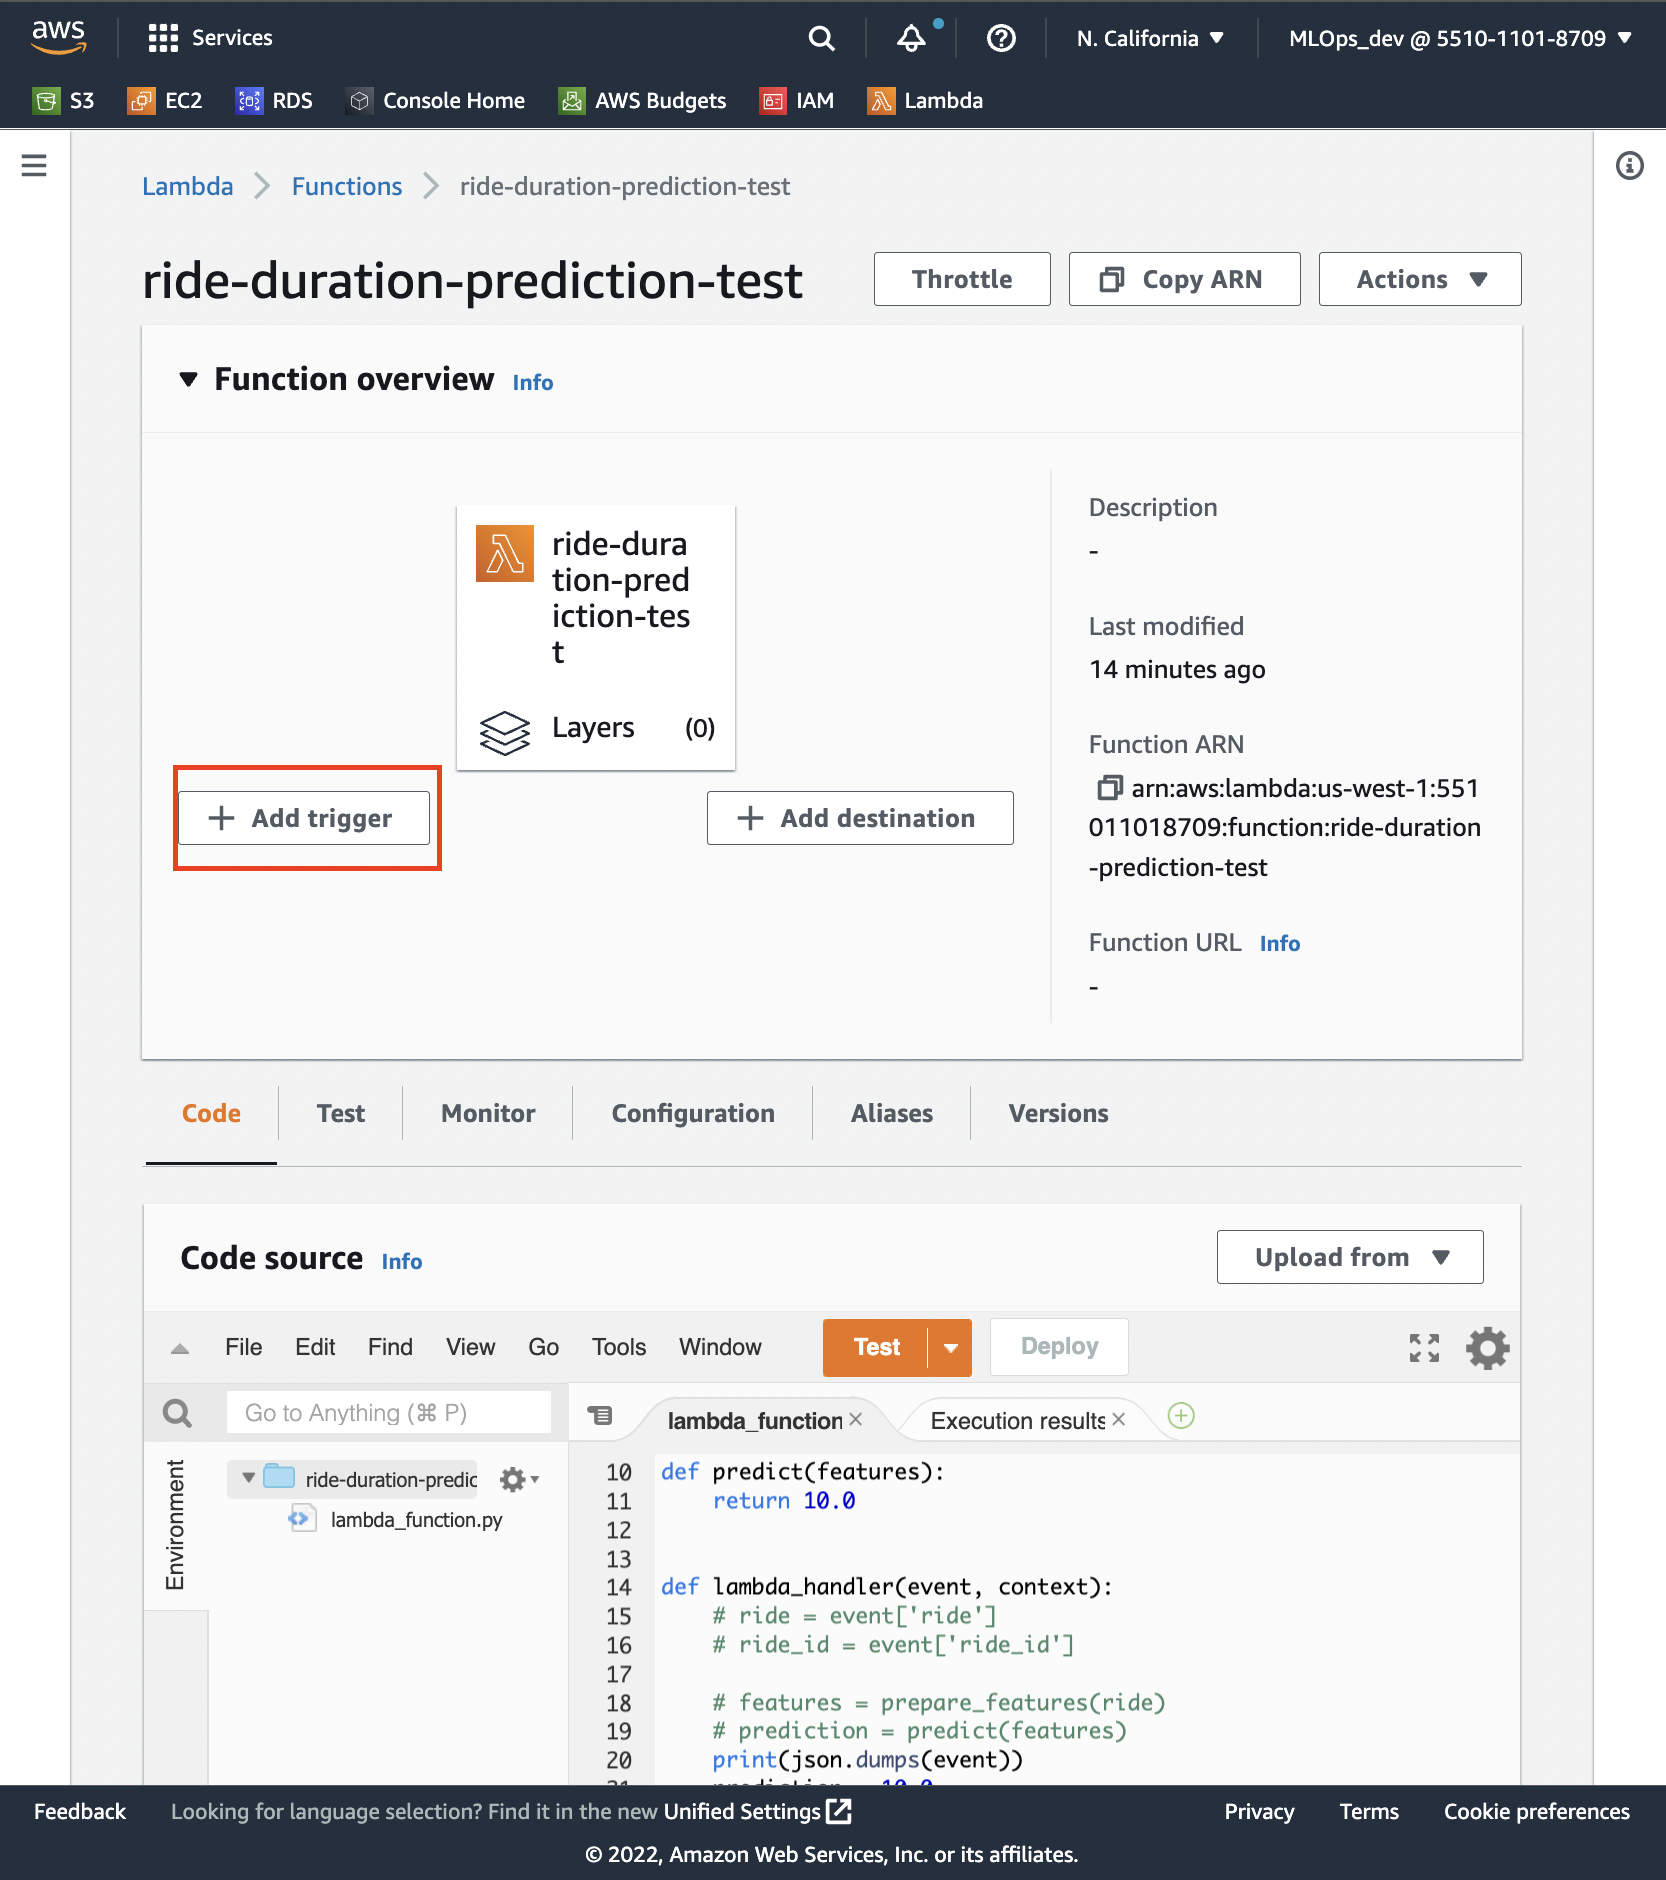 aws
Services
N. California
MLOps_dev @ 5510-1101-8709
S3
EC2
RDS
Console Home
AWS Budgets
IAM
Lambda
Lambda
Functions
ride-duration-prediction-test
ride-duration-prediction-test
Throttle
Copy ARN
Actions
Function overview
Info
ride-dura
tion-pred
iction-tes
t
Layers (0)
+ Add trigger
+ Add destination
Description
-
Last modified
14 minutes ago
Function ARN
arn:aws:lambda:us-west-1:551
011018709:function:ride-duration
-prediction-test
Function URL Info
-
Code
Test
Monitor
Configuration
Aliases
Versions
Code source Info
Upload from
File Edit Find View Go Tools Window
Test
Deploy
Go to Anything (⌘ P)
lambda_function
Execution results
Environment
ride-duration-predic
lambda_function.py
10 def predict(features):
11 return 10.0
12
13
14 def lambda_handler(event, context):
15 # ride = event['ride']
16 # ride_id = event['ride_id']
17
18 # features = prepare_features(ride)
19 # prediction = predict(features)
20 print(json.dumps(event))
Feedback
Looking for language selection? Find it in the new Unified Settings
Privacy
Terms
Cookie preferences
© 2022, Amazon Web Services, Inc. or its affiliates.